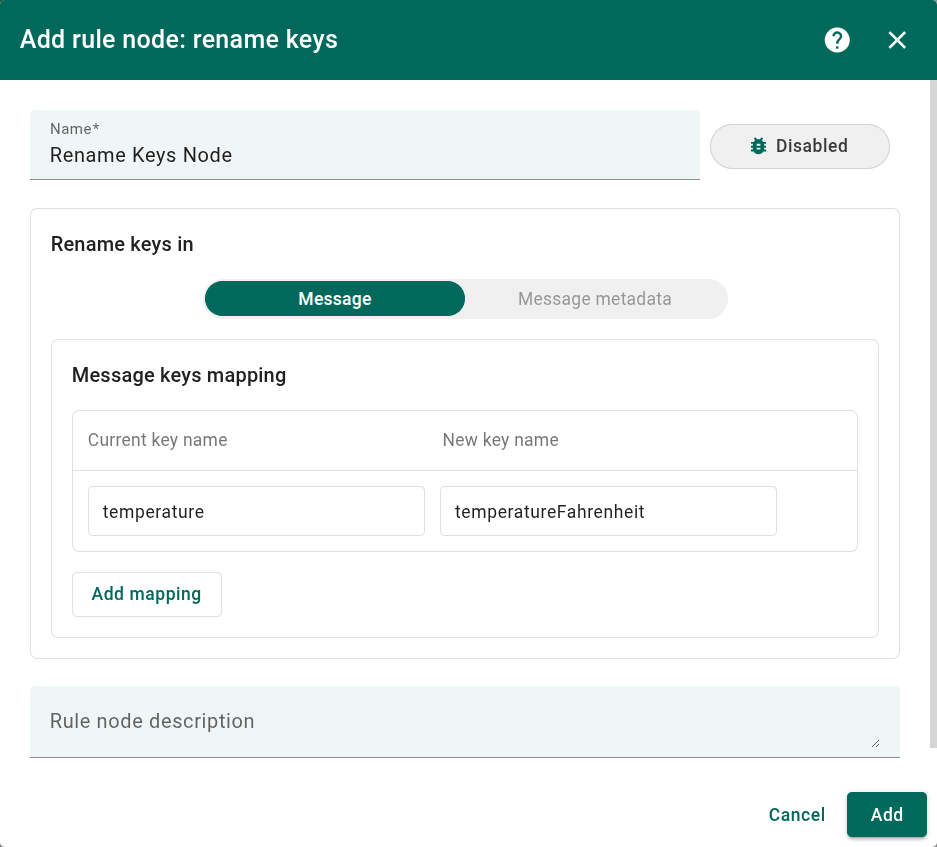 Add rule node: rename keys
Name*
Rename Keys Node
Disabled
Rename keys in
Message
Message metadata
Message keys mapping
Current key name
New key name
temperature
temperatureFahrenheit
Add mapping
Rule node description
Cancel
Add